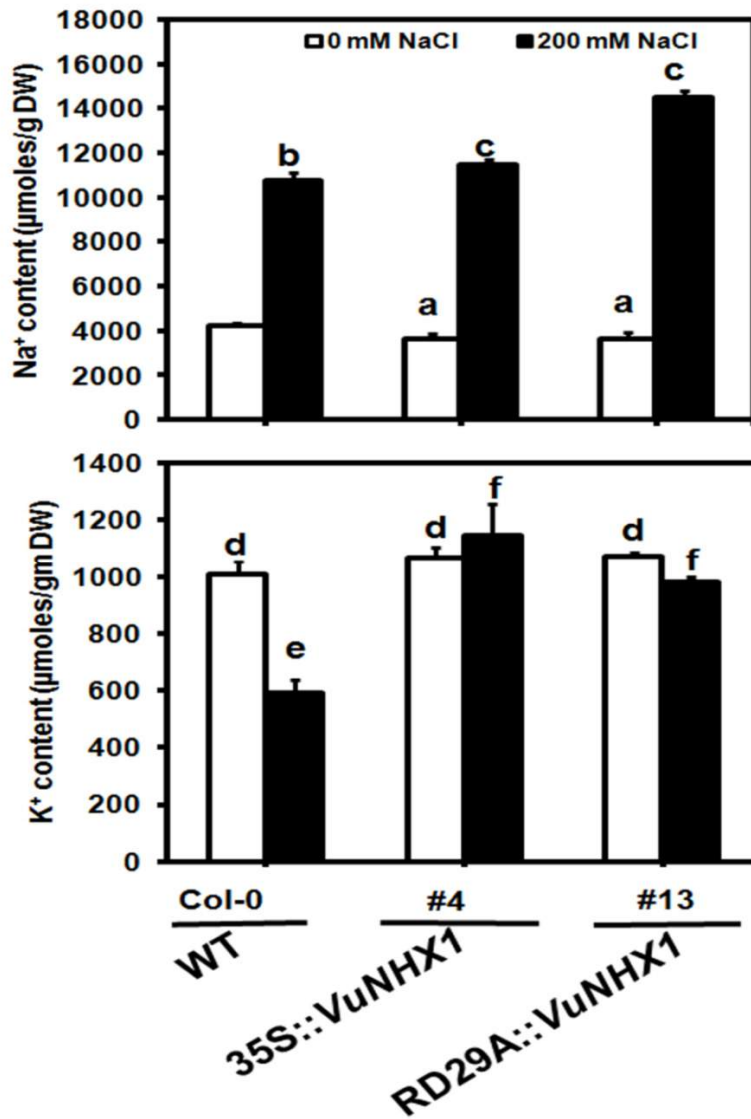 18000
16000
14000
12000
10000
8000
6000
4000
2000
0
Na⁺ content (µmoles/g DW)
0 mM NaCl 200 mM NaCl
b
a
c
a
c
1400
1200
1000
800
600
400
200
0
K⁺ content (µmoles/gm DW)
d
e
d
f
d
f
Col-0 #4 #13
WT
35S::VuNHX1
RD29A::VuNHX1